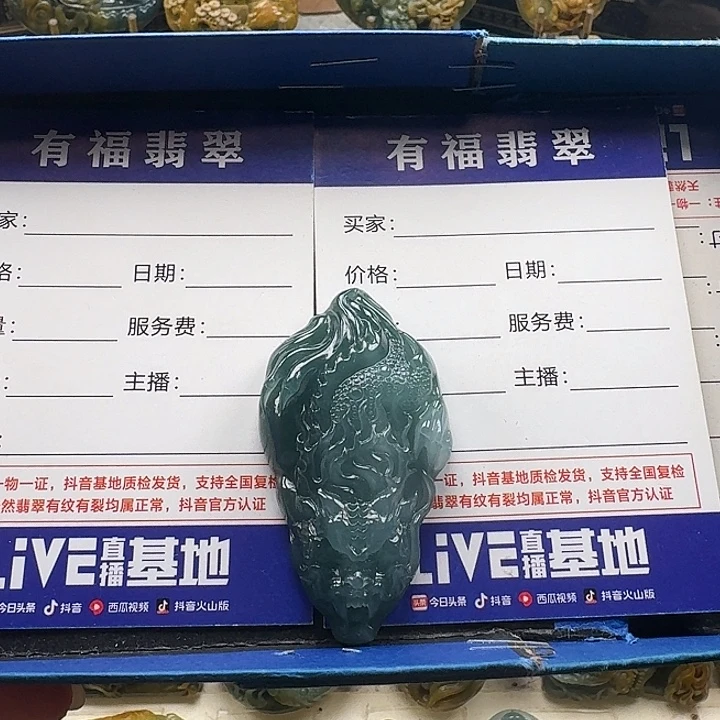 有福翡翠
家:
格:
日期:
量:
服务费:
主播:
一物一证，抖音基地质检发货，支持全国复检
然翡翠有纹有裂均属正常，抖音官方认证
LiVE直播基地
今日头条 抖音 西瓜视频 抖音火山版
有福翡翠
买家:
价格:
日期:
服务费:
主播:
一证，抖音基地质检发货，支持全国复检
翡翠有纹有裂均属正常，抖音官方认证
LiVE直播基地
头条 今日头条 抖音 西瓜视频 抖音火山版